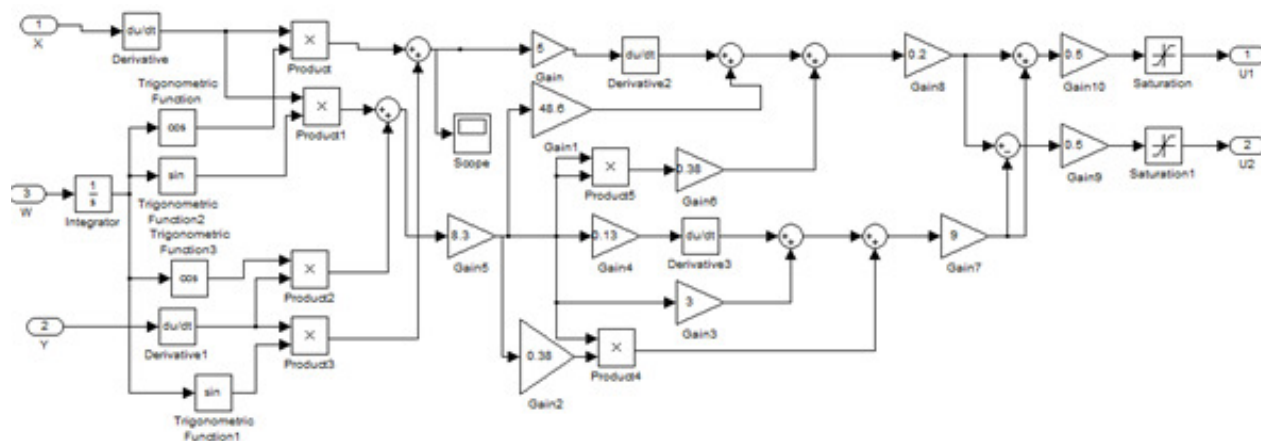 1
X
du/dt
Derivative
×
Product
Trigonometric
Function
cos
×
Product1
sin
Trigonometric
Function2
3
W
1
s
Integrator
Trigonometric
Function3
cos
×
Product2
2
Y
du/dt
Derivative1
×
Product3
sin
Trigonometric
Function1
+
+
+
+
Scope
8.3
Gain5
Gain
du/dt
Derivative2
48.6
Gain1
+
+
+
+
×
Product5
0.38
Gain6
0.13
Gain4
du/dt
Derivative3
+
+
+
+
3
Gain3
0.38
Gain2
×
Product4
0.2
Gain8
9
Gain7
+
+
0.5
Gain10
Saturation
1
U1
+
−
0.5
Gain9
Saturation1
2
U2